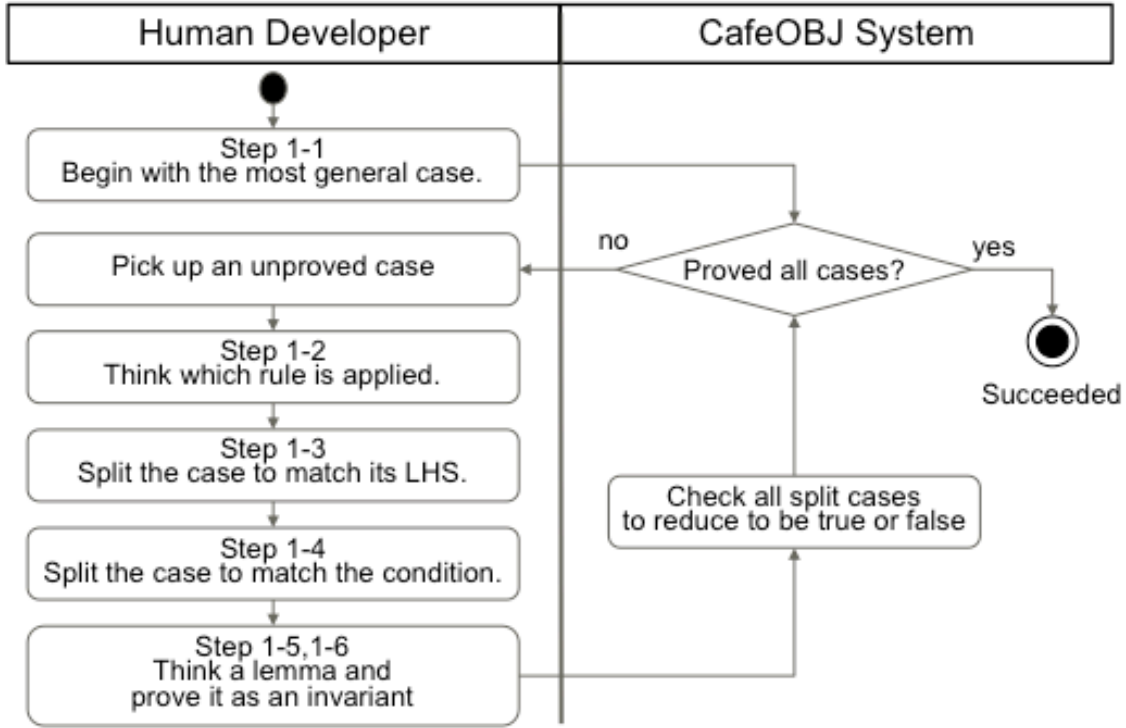 Human Developer
CafeOBJ System
Step 1-1
Begin with the most general case.
no
yes
Pick up an unproved case
Proved all cases?
Step 1-2
Think which rule is applied.
Succeeded
Step 1-3
Split the case to match its LHS.
Check all split cases
to reduce to be true or false
Step 1-4
Split the case to match the condition.
Step 1-5,1-6
Think a lemma and
prove it as an invariant